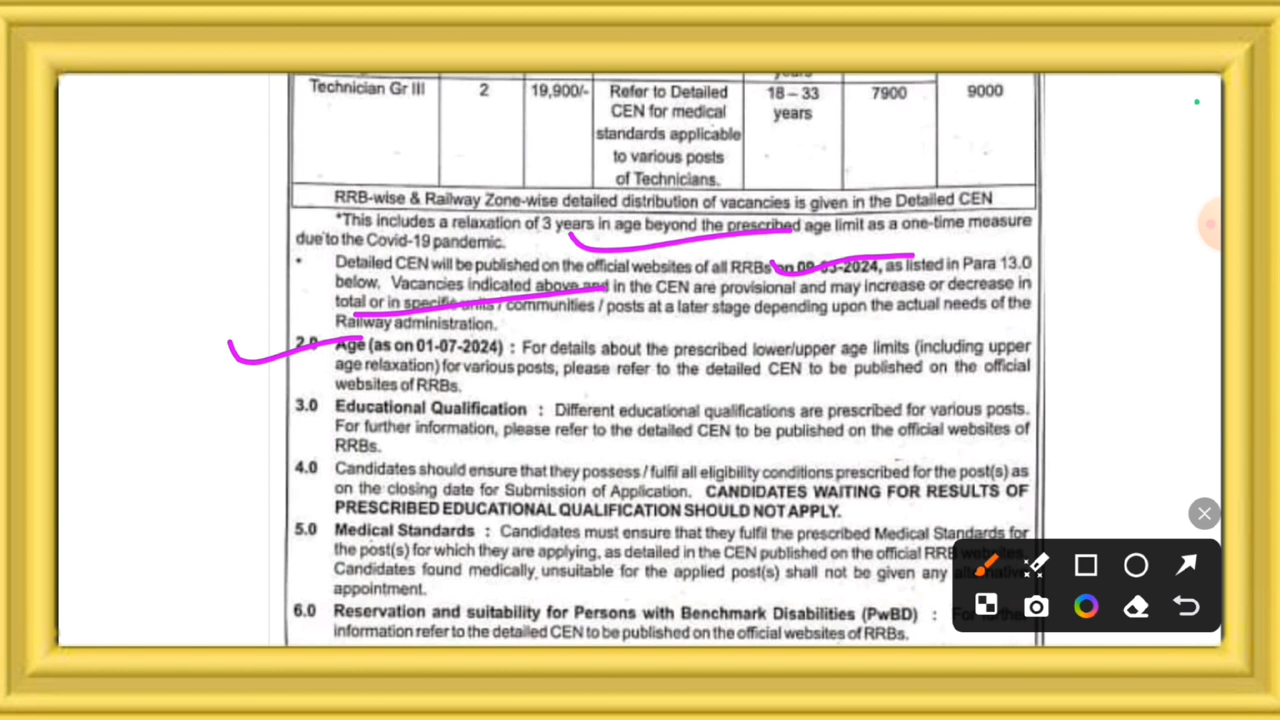 Technician Gr III 2 19,900/- Refer to Detailed 18 – 33 7900 9000
CEN for medical years
standards applicable
to various posts
of Technicians.
RRB-wise & Railway Zone-wise detailed distribution of vacancies is given in the Detailed CEN
*This includes a relaxation of 3 years in age beyond the prescribed age limit as a one-time measure
due to the Covid-19 pandemic.
• Detailed CEN will be published on the official websites of all RRBs on 09-03-2024, as listed in Para 13.0
below. Vacancies indicated above and in the CEN are provisional and may increase or decrease in
total or in specific units / communities / posts at a later stage depending upon the actual needs of the
Railway administration.
2.0 Age (as on 01-07-2024) : For details about the prescribed lower/upper age limits (including upper
age relaxation) for various posts, please refer to the detailed CEN to be published on the official
websites of RRBs.
3.0 Educational Qualification : Different educational qualifications are prescribed for various posts.
For further information, please refer to the detailed CEN to be published on the official websites of
RRBs.
4.0 Candidates should ensure that they possess / fulfil all eligibility conditions prescribed for the post(s) as
on the closing date for Submission of Application. CANDIDATES WAITING FOR RESULTS OF
PRESCRIBED EDUCATIONAL QUALIFICATION SHOULD NOT APPLY.
5.0 Medical Standards : Candidates must ensure that they fulfil the prescribed Medical Standards for
the post(s) for which they are applying, as detailed in the CEN published on the official RRB websites.
Candidates found medically unsuitable for the applied post(s) shall not be given any alternative
appointment.
6.0 Reservation and suitability for Persons with Benchmark Disabilities (PwBD) : For further
information refer to the detailed CEN to be published on the official websites of RRBs.